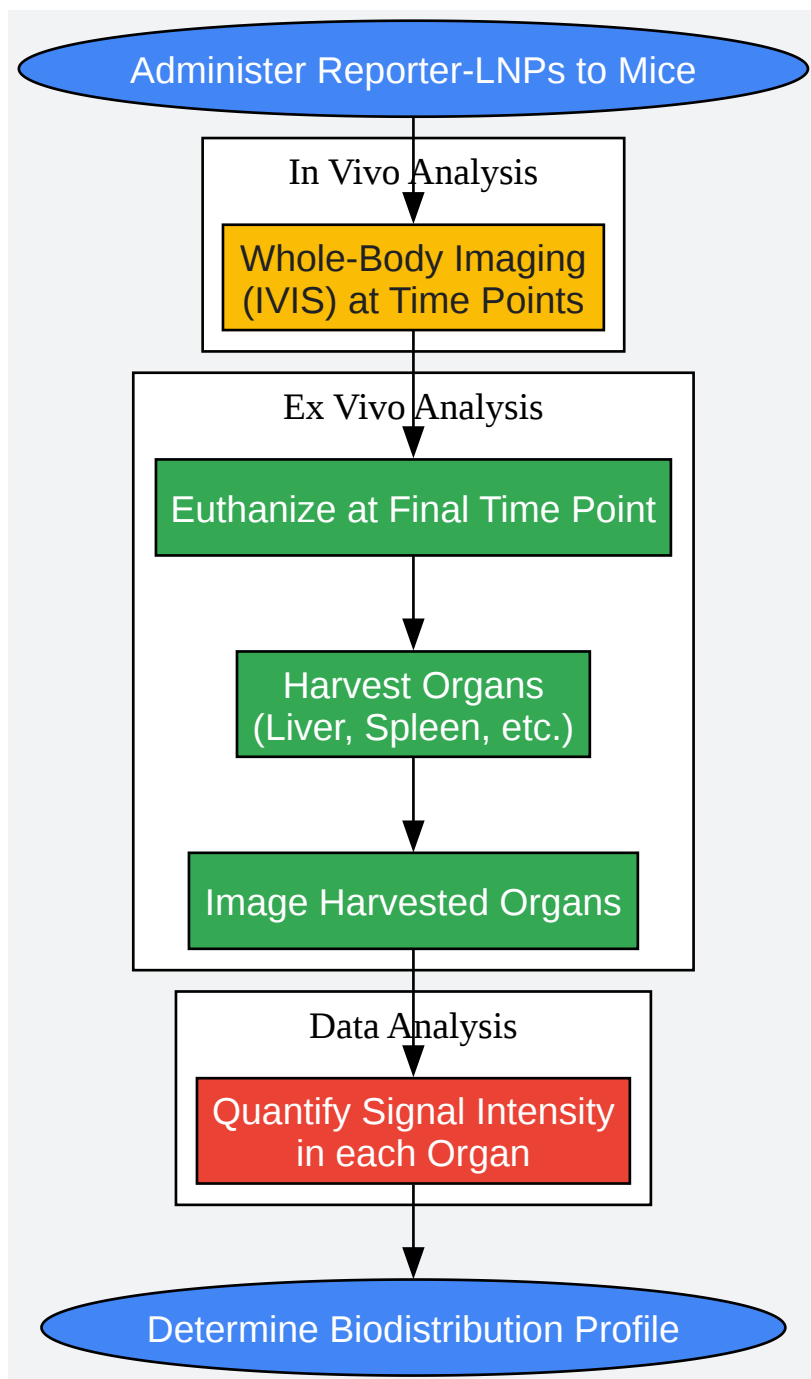 Administer Reporter-LNPs to Mice
In Vivo Analysis
Whole-Body Imaging
(IVIS) at Time Points
Ex Vivo Analysis
Euthanize at Final Time Point
Harvest Organs
(Liver, Spleen, etc.)
Image Harvested Organs
Data Analysis
Quantify Signal Intensity
in each Organ
Determine Biodistribution Profile